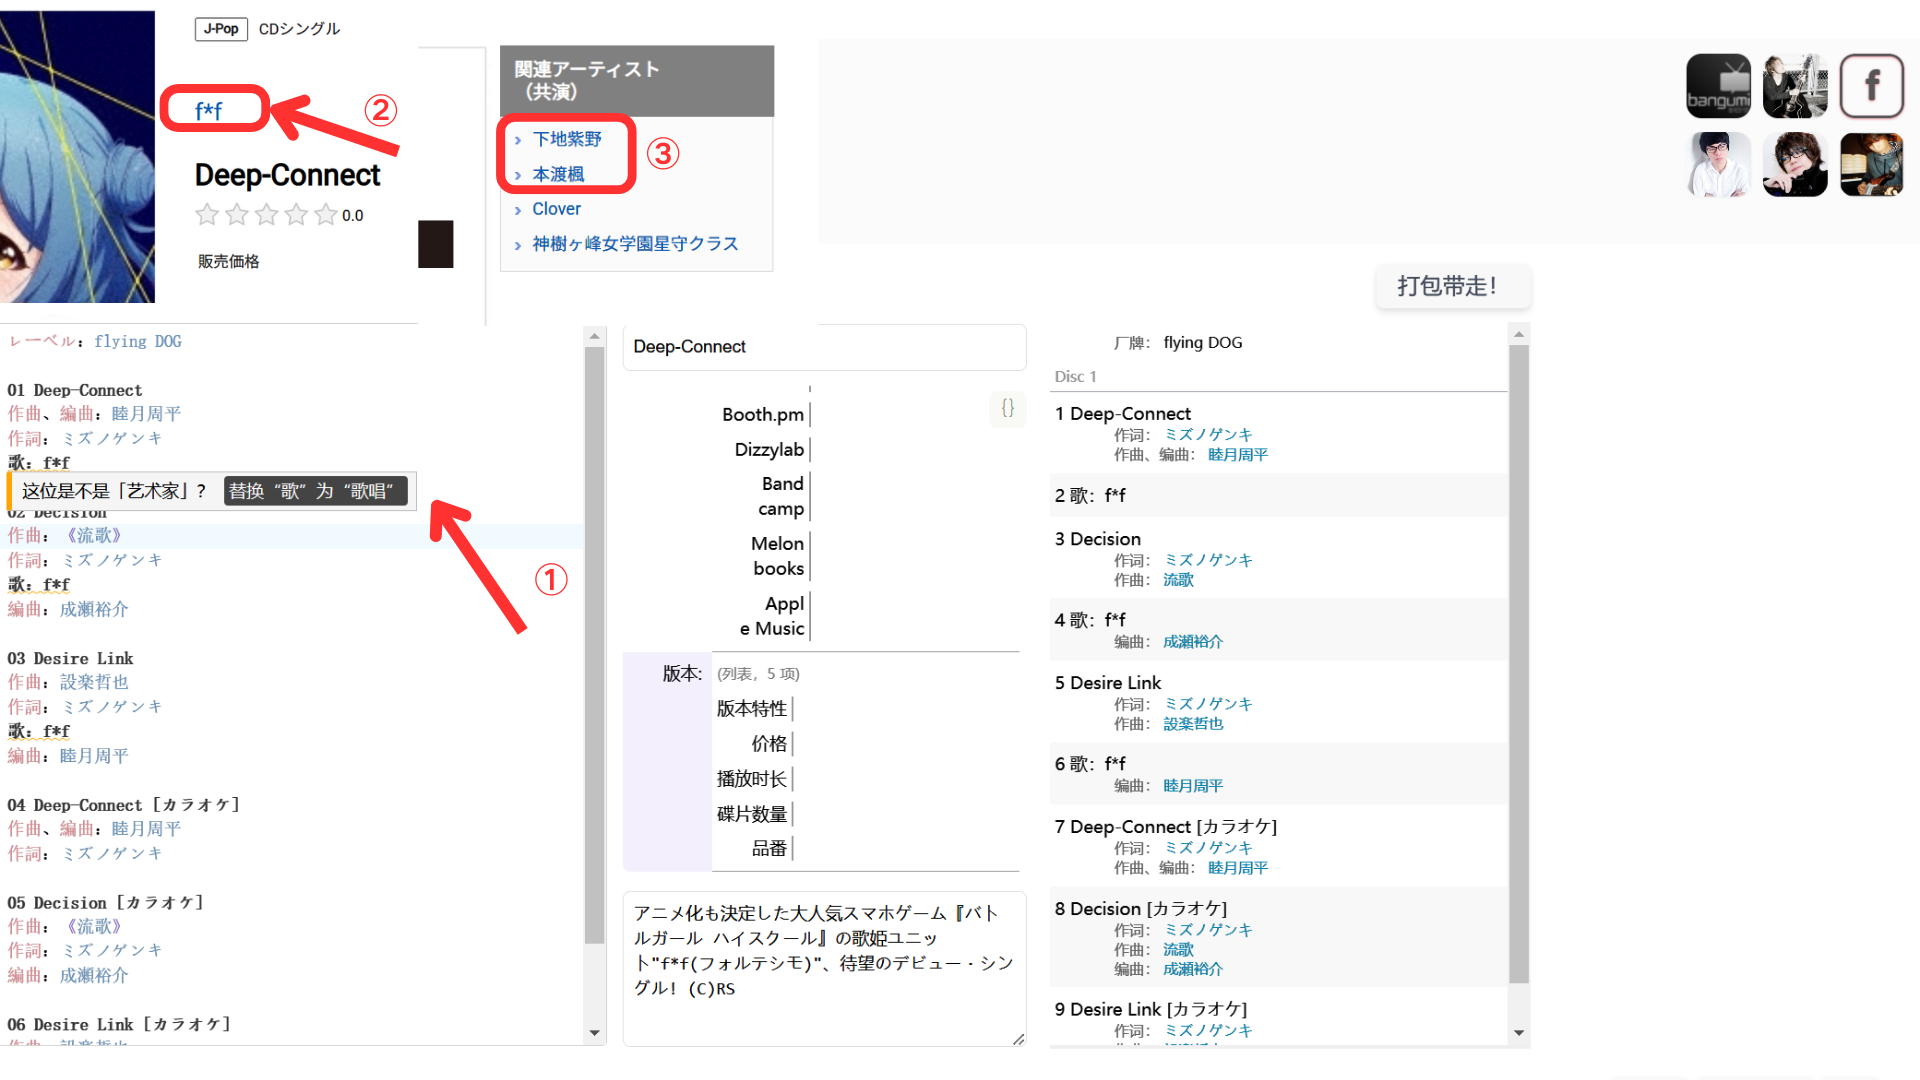 J-Pop CDシングル
f*f
②
Deep-Connect
0.0
販売価格
関連アーティスト
（共演）
› 下地紫野
› 本渡楓
› Clover
› 神樹ヶ峰女学園星守クラス
③
bangumi
f
打包带走！
レーベル：flying DOG
01 Deep-Connect
作曲、編曲：睦月周平
作詞：ミズノゲンキ
歌：f*f
这位是不是「艺术家」？ 替换“歌”为“歌唱”
02 Decision
作曲：《流歌》
作詞：ミズノゲンキ
歌：f*f
編曲：成瀬裕介
①
03 Desire Link
作曲：設楽哲也
作詞：ミズノゲンキ
歌：f*f
編曲：睦月周平
04 Deep-Connect [カラオケ]
作曲、編曲：睦月周平
作詞：ミズノゲンキ
05 Decision [カラオケ]
作曲：《流歌》
作詞：ミズノゲンキ
編曲：成瀬裕介
06 Desire Link [カラオケ]
作曲：設楽哲也
Deep-Connect
{}
Booth.pm
Dizzylab
Band
camp
Melon
books
Appl
e Music
版本: (列表，5 项)
版本特性
价格
播放时长
碟片数量
品番
アニメ化も決定した大人気スマホゲーム『バト
ルガール ハイスクール』の歌姫ユニッ
ト"f*f(フォルテシモ)"、待望のデビュー・シン
グル! (C)RS
厂牌： flying DOG
Disc 1
1 Deep-Connect
作词： ミズノゲンキ
作曲、编曲： 睦月周平
2 歌：f*f
3 Decision
作词： ミズノゲンキ
作曲： 流歌
4 歌：f*f
编曲： 成瀬裕介
5 Desire Link
作词： ミズノゲンキ
作曲： 設楽哲也
6 歌：f*f
编曲： 睦月周平
7 Deep-Connect [カラオケ]
作词： ミズノゲンキ
作曲、编曲： 睦月周平
8 Decision [カラオケ]
作词： ミズノゲンキ
作曲： 流歌
编曲： 成瀬裕介
9 Desire Link [カラオケ]
作词： ミズノゲンキ